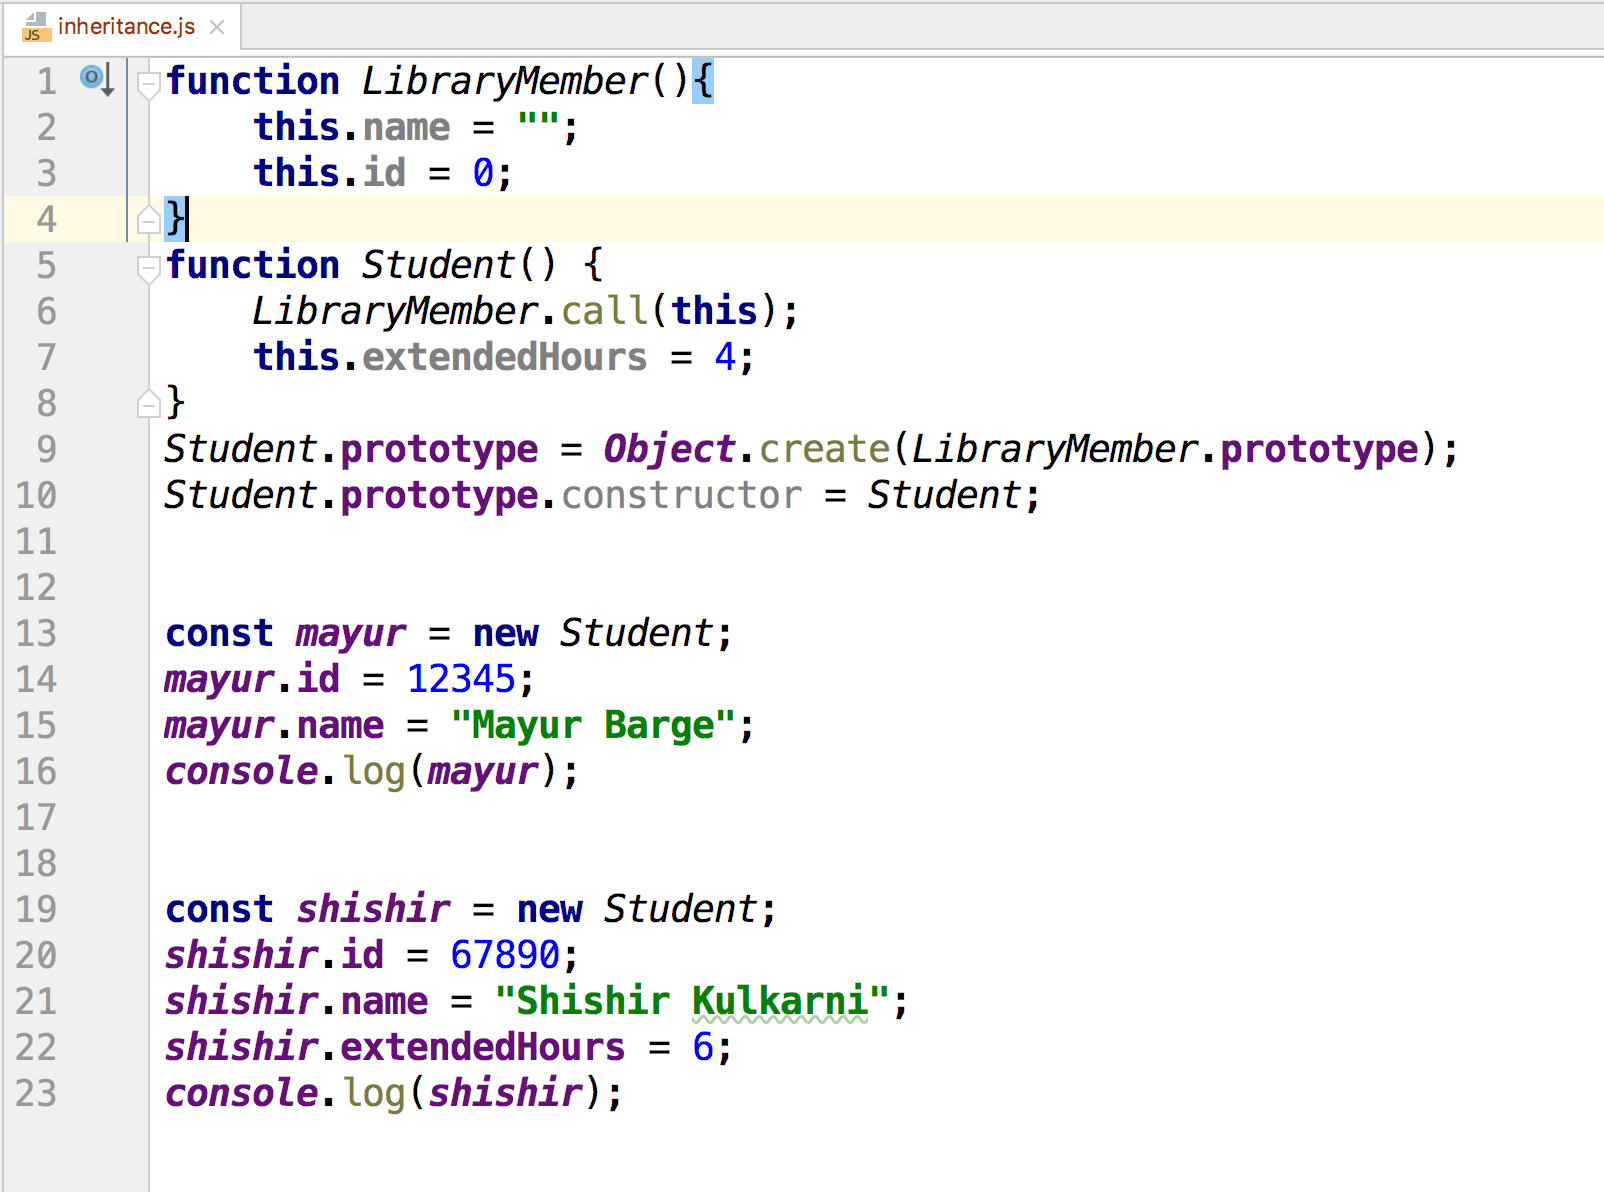 JS inheritance.js
1 function LibraryMember(){
2     this.name = "";
3     this.id = 0;
4 }
5 function Student() {
6     LibraryMember.call(this);
7     this.extendedHours = 4;
8 }
9 Student.prototype = Object.create(LibraryMember.prototype);
10 Student.prototype.constructor = Student;
11
12
13 const mayur = new Student;
14 mayur.id = 12345;
15 mayur.name = "Mayur Barge";
16 console.log(mayur);
17
18
19 const shishir = new Student;
20 shishir.id = 67890;
21 shishir.name = "Shishir Kulkarni";
22 shishir.extendedHours = 6;
23 console.log(shishir);